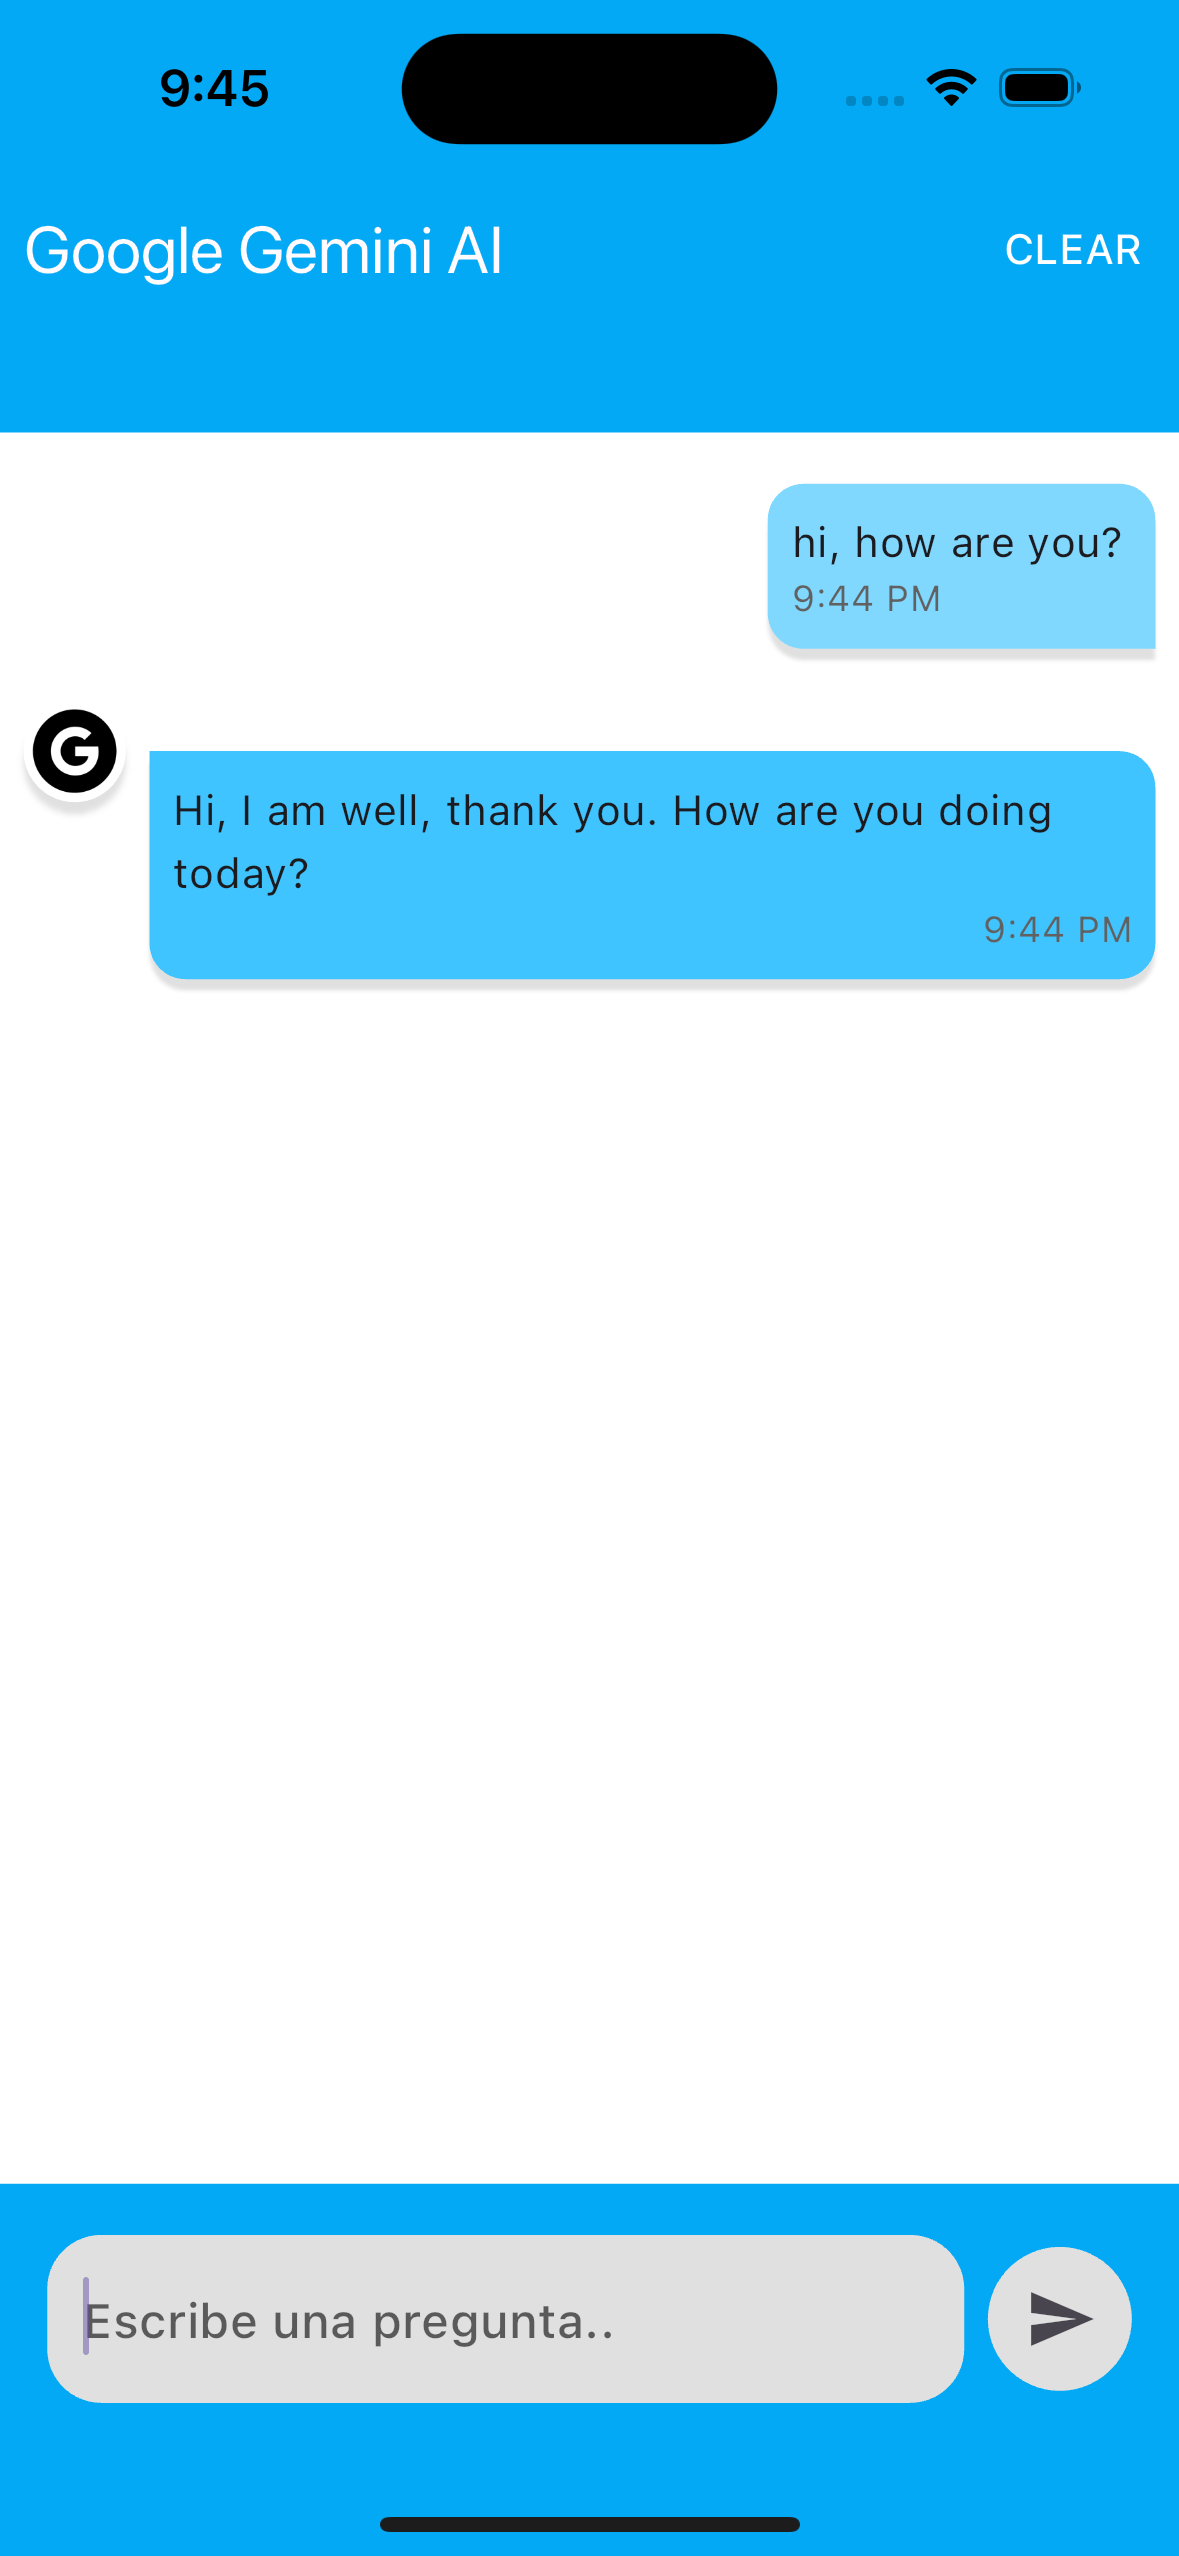 9:45
Google Gemini AI
CLEAR
hi, how are you?
9:44 PM
G
Hi, I am well, thank you. How are you doing
today?
9:44 PM
Escribe una pregunta..